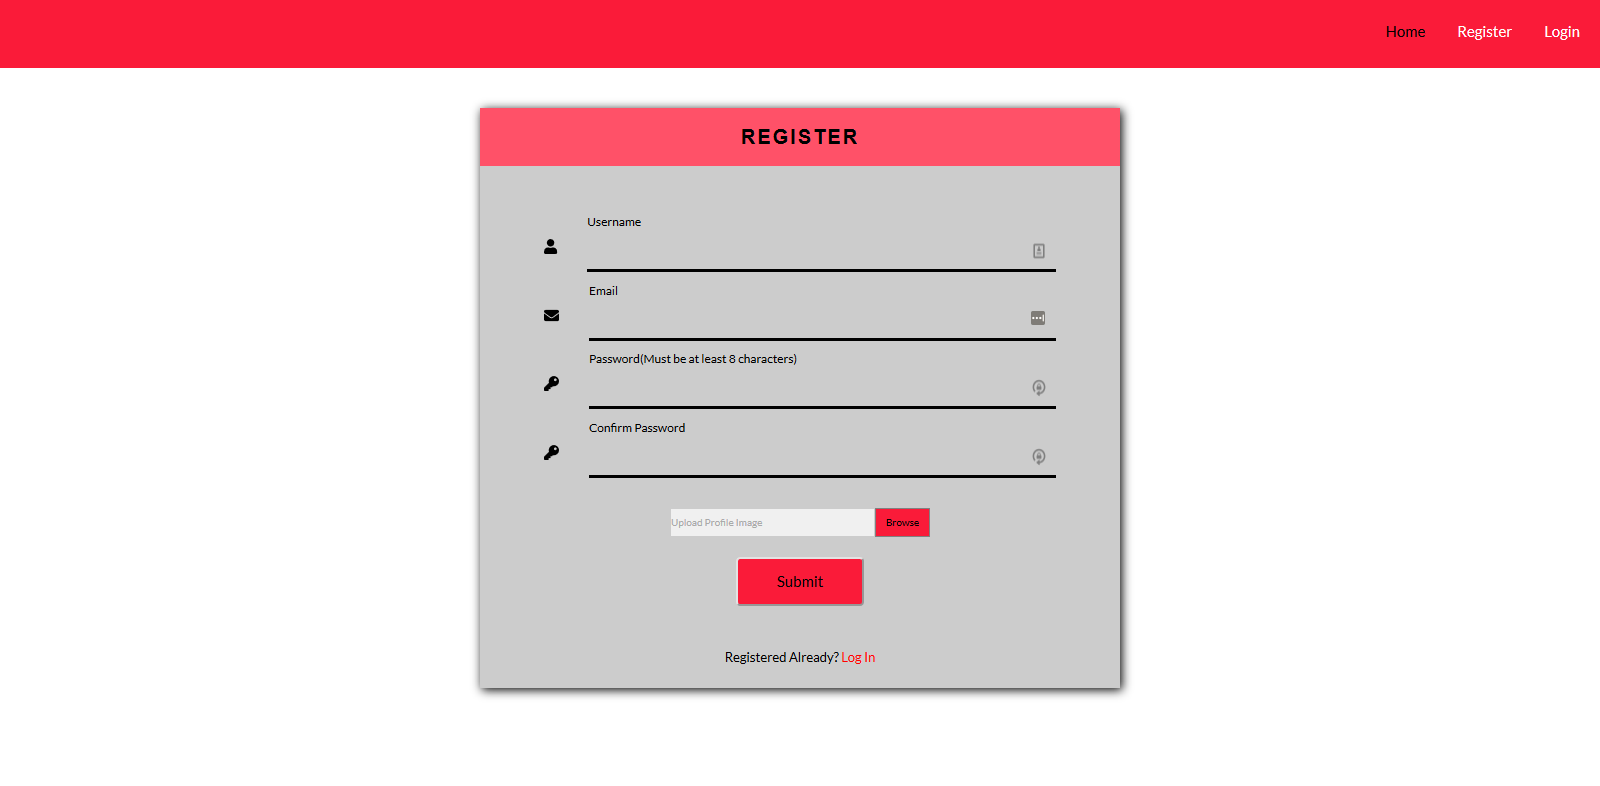 Home Register Login
REGISTER
Username
Email
Password(Must be at least 8 characters)
Confirm Password
Upload Profile Image Browse
Submit
Registered Already? Log In